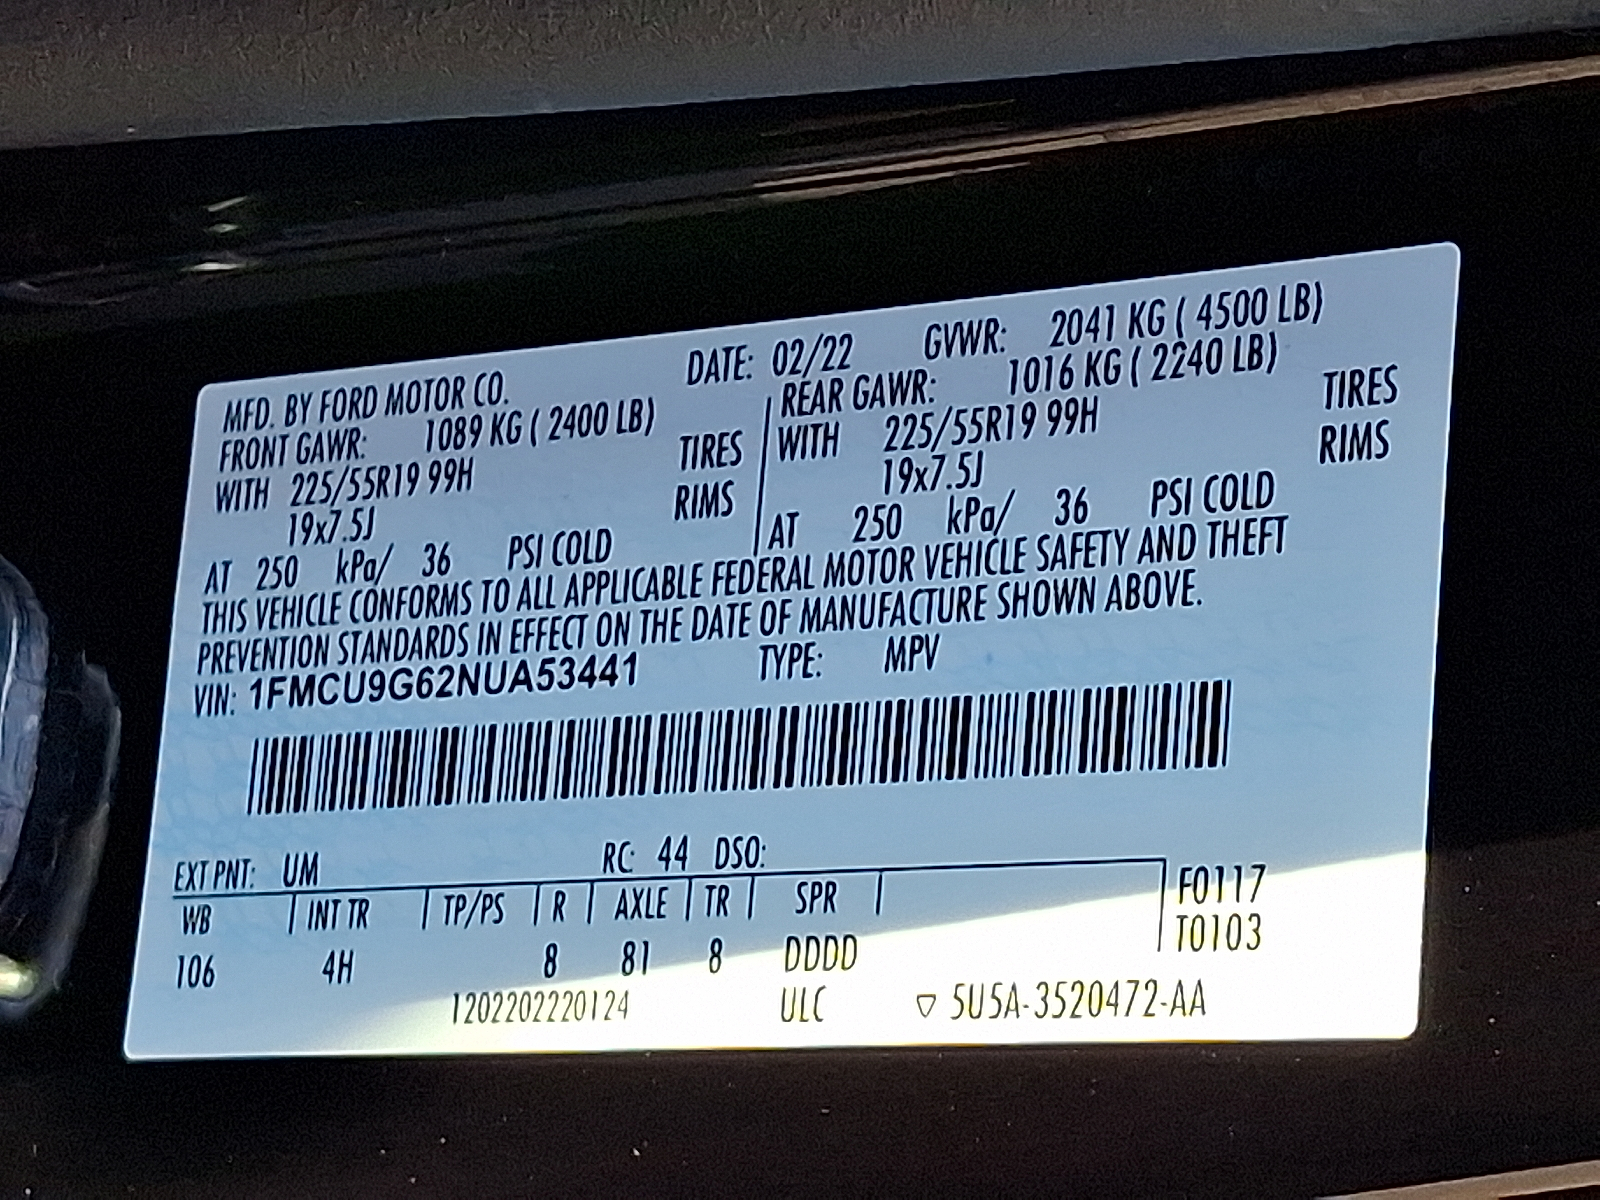 MFD. BY FORD MOTOR CO. DATE: 02/22 GVWR: 2041 KG ( 4500 LB)
FRONT GAWR: 1089 KG ( 2400 LB) REAR GAWR: 1016 KG ( 2240 LB)
WITH 225/55R19 99H TIRES WITH 225/55R19 99H TIRES
19x7.5J RIMS 19x7.5J RIMS
AT 250 kPa/ 36 PSI COLD AT 250 kPa/ 36 PSI COLD
THIS VEHICLE CONFORMS TO ALL APPLICABLE FEDERAL MOTOR VEHICLE SAFETY AND THEFT
PREVENTION STANDARDS IN EFFECT ON THE DATE OF MANUFACTURE SHOWN ABOVE.
VIN: 1FMCU9G62NUA53441 TYPE: MPV
EXT PNT: UM RC: 44 DSO:
WB INT TR TP/PS R AXLE TR SPR F0117
T0103
106 4H 8 81 8 DDDD
1202202220124 ULC ▽ 5U5A-3520472-AA